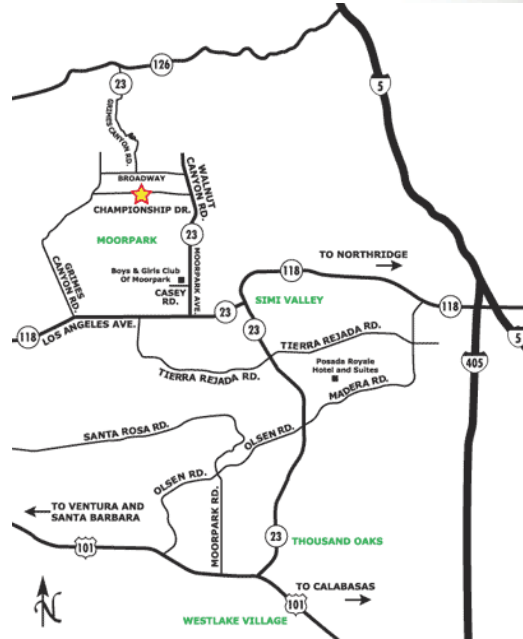 126
23
5
GRIMES CANYON RD.
BROADWAY
WALNUT
CANYON RD.
CHAMPIONSHIP DR.
23
MOORPARK
MOORPARK AVE.
GRIMES
CANYON RD.
Boys & Girls Club
Of Moorpark
CASEY
RD.
TO NORTHRIDGE
118
SIMI VALLEY
118
23
23
118
LOS ANGELES AVE.
TIERRA REJADA RD.
5
405
TIERRA REJADA RD.
Posada Royale
Hotel and Suites
MADERA RD.
SANTA ROSA RD.
OLSEN RD.
OLSEN RD.
MOORPARK RD.
TO VENTURA AND
SANTA BARBARA
23
THOUSAND OAKS
101
TO CALABASAS
101
WESTLAKE VILLAGE
N